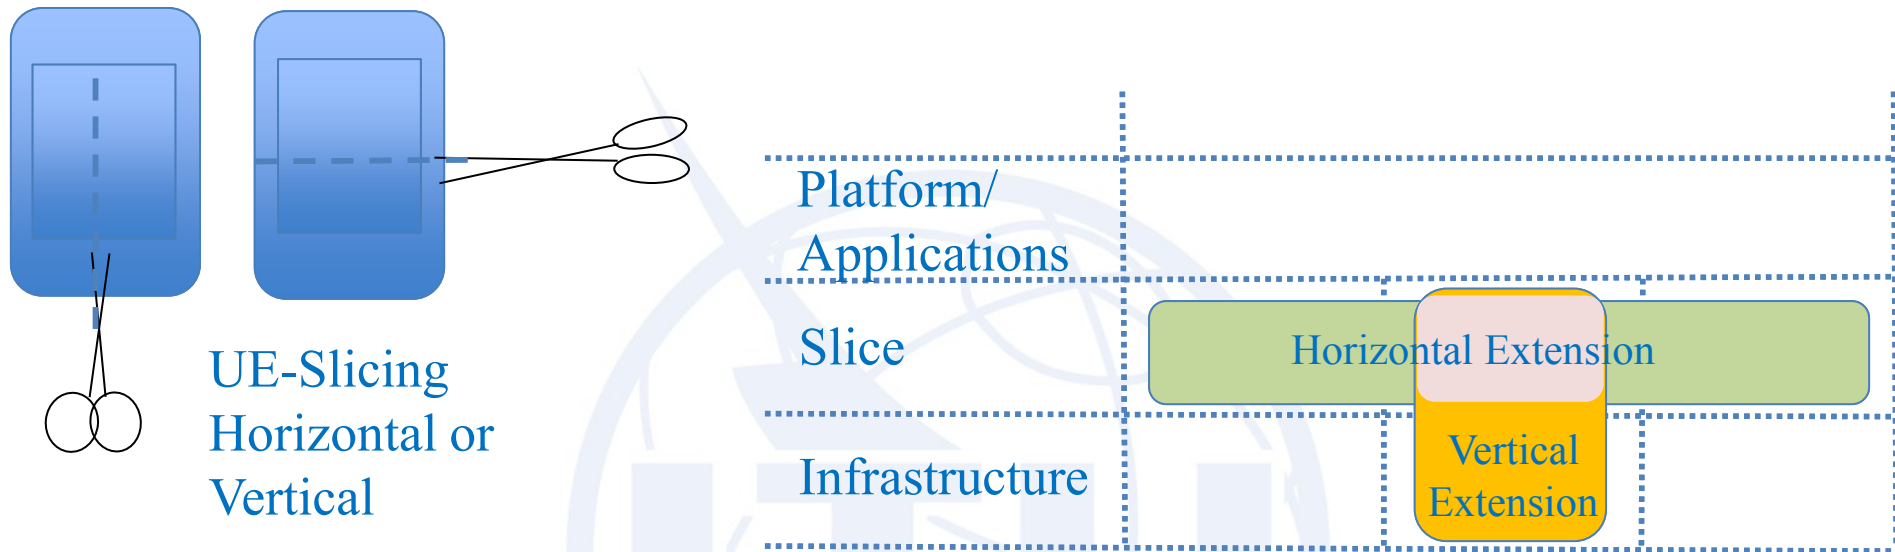 UE-Slicing
Horizontal or
Vertical
Platform/
Applications
Slice
Horizontal Extension
Infrastructure
Vertical
Extension